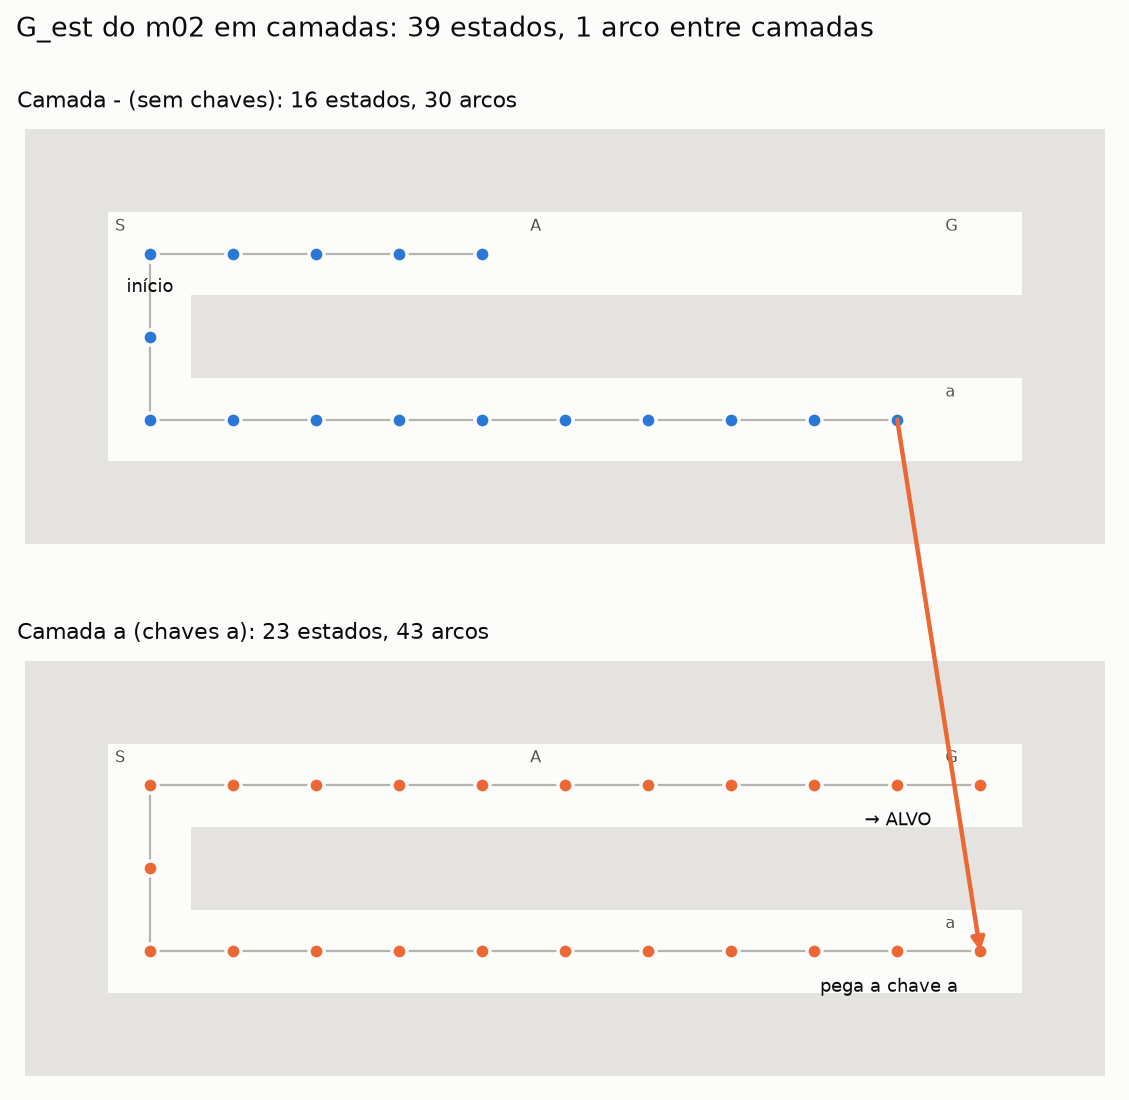 G_est do m02 em camadas: 39 estados, 1 arco entre camadas
Camada - (sem chaves): 16 estados, 30 arcos
S A G
início
a
Camada a (chaves a): 23 estados, 43 arcos
S A G
→ ALVO
a
pega a chave a